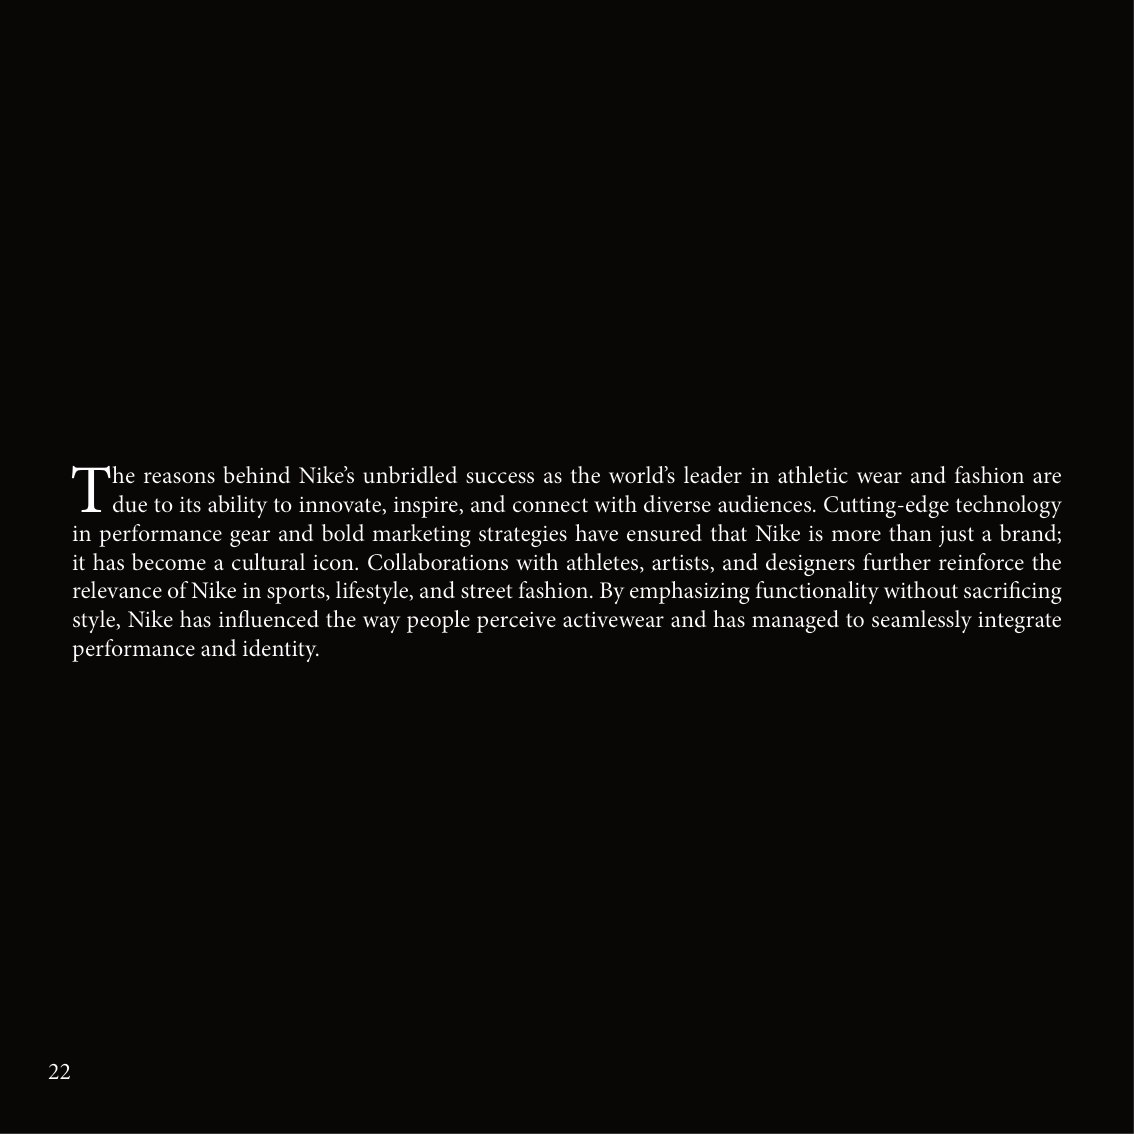 The reasons behind Nike’s unbridled success as the world’s leader in athletic wear and fashion are
due to its ability to innovate, inspire, and connect with diverse audiences. Cutting-edge technology
in performance gear and bold marketing strategies have ensured that Nike is more than just a brand;
it has become a cultural icon. Collaborations with athletes, artists, and designers further reinforce the
relevance of Nike in sports, lifestyle, and street fashion. By emphasizing functionality without sacrificing
style, Nike has influenced the way people perceive activewear and has managed to seamlessly integrate
performance and identity.
22